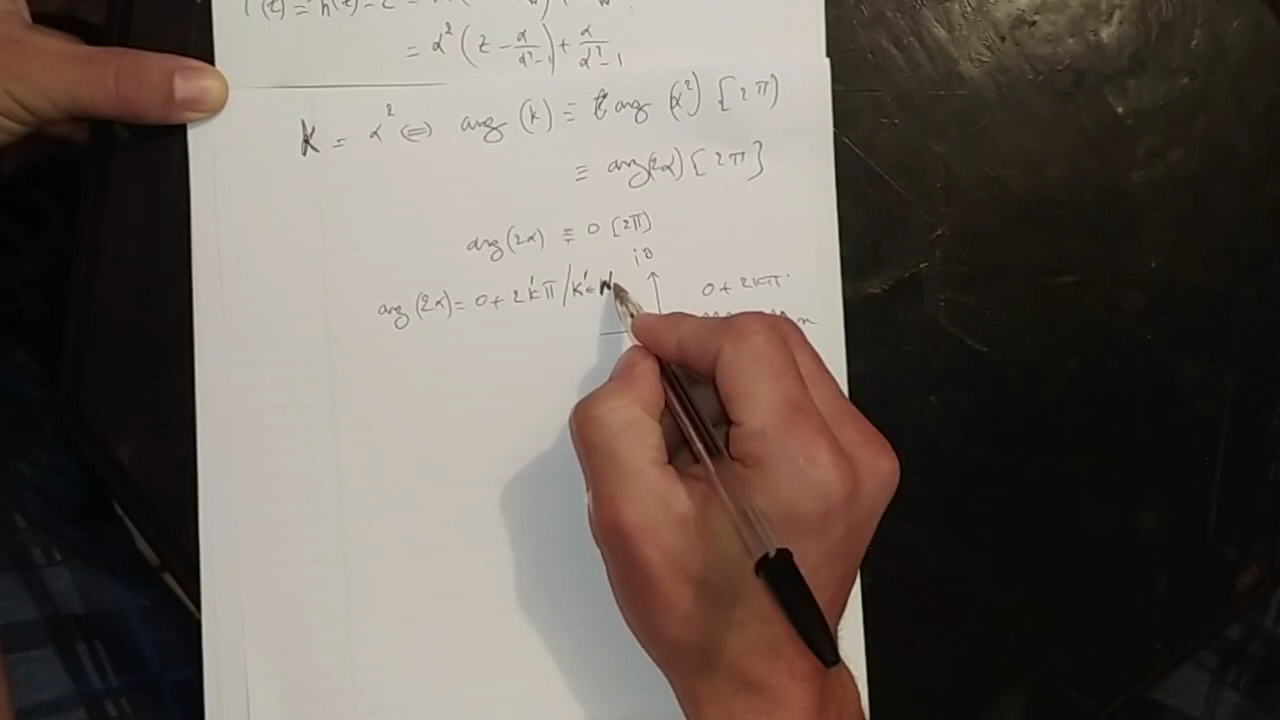 = α² (z - α/(α²-1)) + α/(α²-1)
K = α² ⟺ arg (k) ≡ arg (α²) [2π]
≡ arg(2α) [2π]
arg(2α) ≡ 0 [2π]
arg (2α) = 0 + 2k'π / k' ∈
0 + 2kπ